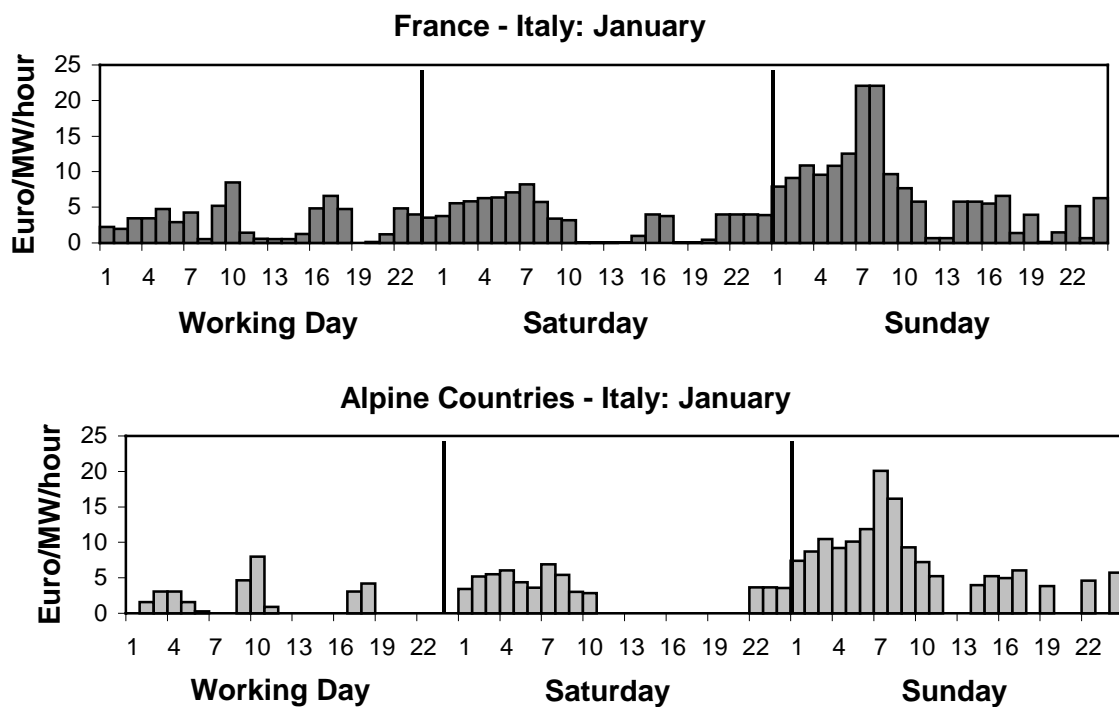 France - Italy: January
Euro/MW/hour
25
20
15
10
5
0
1 4 7 10 13 16 19 22 1 4 7 10 13 16 19 22 1 4 7 10 13 16 19 22
Working Day Saturday Sunday
Alpine Countries - Italy: January
Euro/MW/hour
25
20
15
10
5
0
1 4 7 10 13 16 19 22 1 4 7 10 13 16 19 22 1 4 7 10 13 16 19 22
Working Day Saturday Sunday